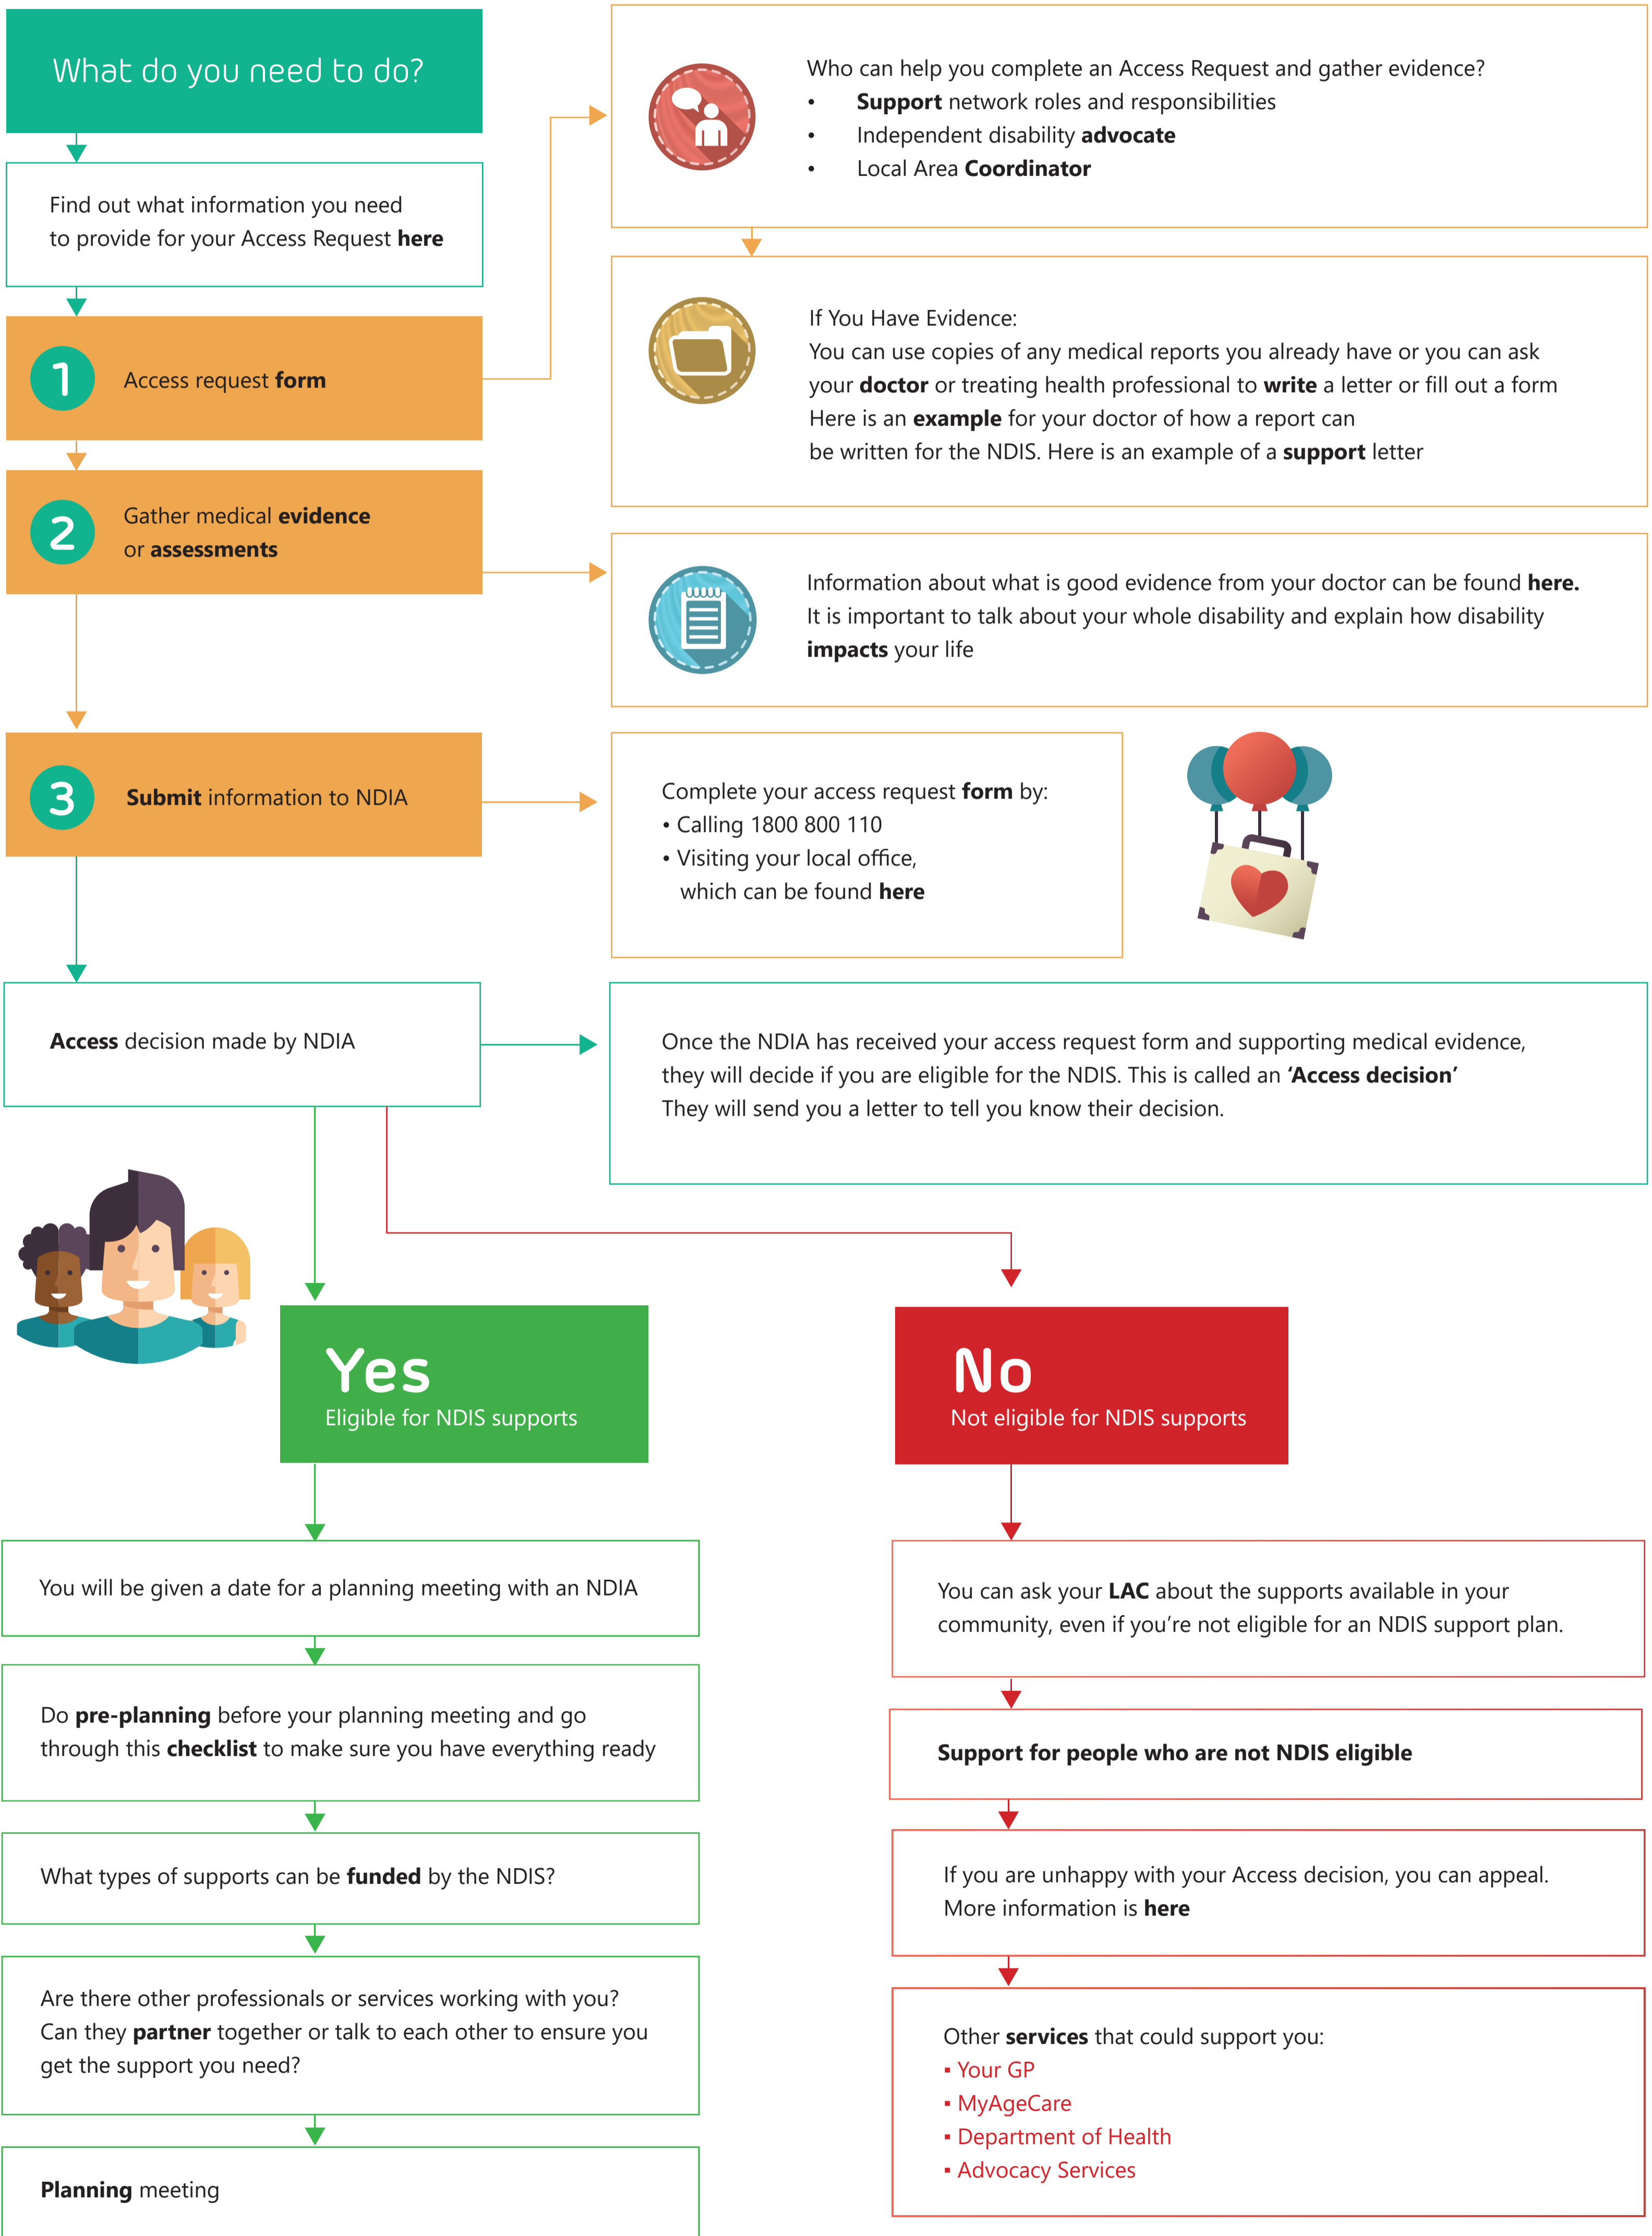 What do you need to do?
Find out what information you need
to provide for your Access Request here
1
Access request form
Who can help you complete an Access Request and gather evidence?
• Support network roles and responsibilities
• Independent disability advocate
• Local Area Coordinator
If You Have Evidence:
You can use copies of any medical reports you already have or you can ask
your doctor or treating health professional to write a letter or fill out a form
Here is an example for your doctor of how a report can
be written for the NDIS. Here is an example of a support letter
2
Gather medical evidence
or assessments
Information about what is good evidence from your doctor can be found here.
It is important to talk about your whole disability and explain how disability
impacts your life
3
Submit information to NDIA
Complete your access request form by:
• Calling 1800 800 110
• Visiting your local office,
which can be found here
Access decision made by NDIA
Once the NDIA has received your access request form and supporting medical evidence,
they will decide if you are eligible for the NDIS. This is called an ‘Access decision’
They will send you a letter to tell you know their decision.
Yes
Eligible for NDIS supports
You will be given a date for a planning meeting with an NDIA
Do pre-planning before your planning meeting and go
through this checklist to make sure you have everything ready
What types of supports can be funded by the NDIS?
Are there other professionals or services working with you?
Can they partner together or talk to each other to ensure you
get the support you need?
Planning meeting
No
Not eligible for NDIS supports
You can ask your LAC about the supports available in your
community, even if you’re not eligible for an NDIS support plan.
Support for people who are not NDIS eligible
If you are unhappy with your Access decision, you can appeal.
More information is here
Other services that could support you:
▪ Your GP
▪ MyAgeCare
▪ Department of Health
▪ Advocacy Services